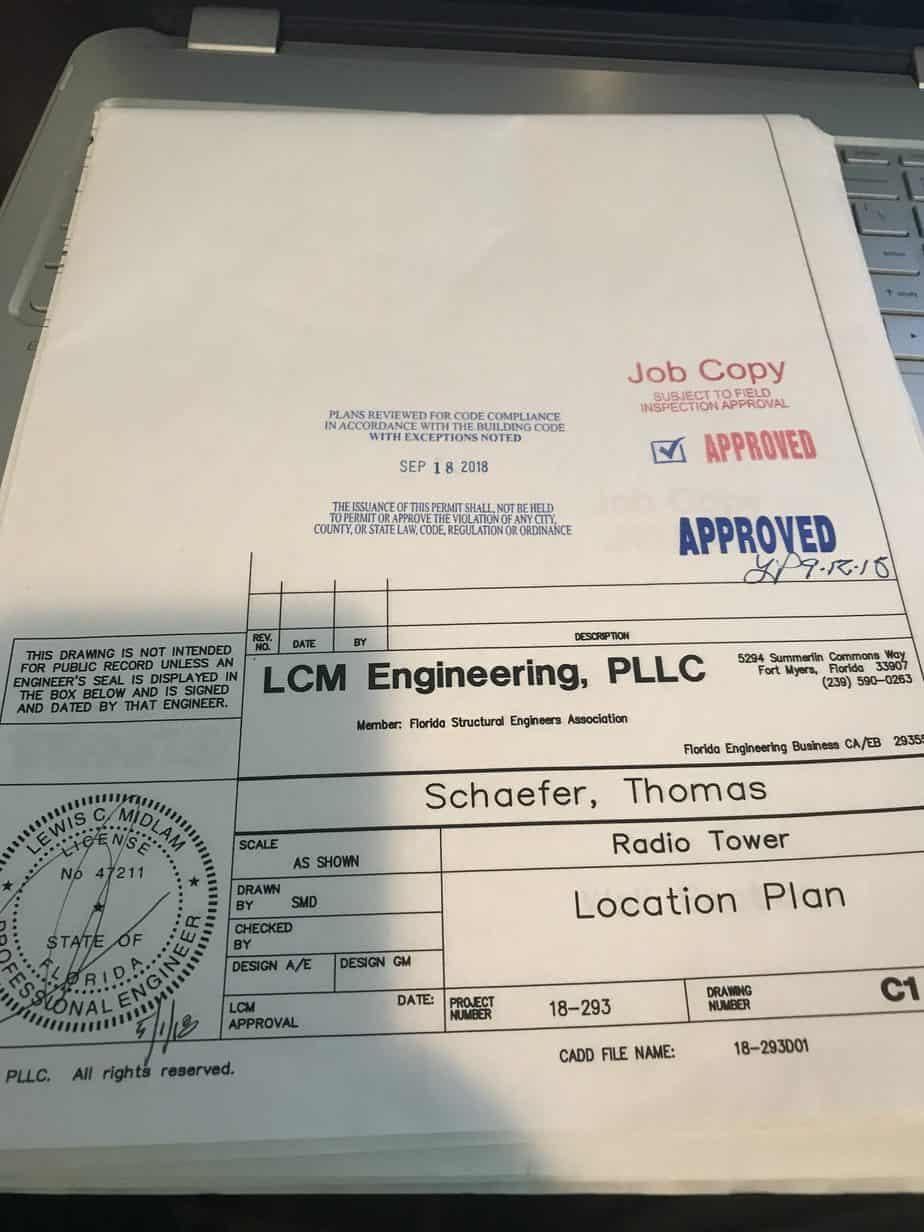 Job Copy
SUBJECT TO FIELD
INSPECTION APPROVAL
APPROVED
PLANS REVIEWED FOR CODE COMPLIANCE
IN ACCORDANCE WITH THE BUILDING CODE
WITH EXCEPTIONS NOTED
SEP 18 2018
THE ISSUANCE OF THIS PERMIT SHALL, NOT BE HELD
TO PERMIT OR APPROVE THE VIOLATION OF ANY CITY,
COUNTY, OR STATE LAW, CODE, REGULATION OR ORDINANCE
APPROVED
REV.
NO.
DATE
BY
DESCRIPTION
THIS DRAWING IS NOT INTENDED
FOR PUBLIC RECORD UNLESS AN
ENGINEER'S SEAL IS DISPLAYED IN
THE BOX BELOW AND IS SIGNED
AND DATED BY THAT ENGINEER.
LCM Engineering, PLLC
5294 Summerlin Commons Way
Fort Myers, Florida 33907
(239) 590-0263
Member: Florida Structural Engineers Association
Florida Engineering Business CA/EB 29355
Schaefer, Thomas
LEWIS C. MIDLAM
LICENSE
No 47211
STATE OF
FLORIDA
PROFESSIONAL ENGINEER
5/1/18
SCALE
AS SHOWN
Radio Tower
DRAWN
BY SMD
Location Plan
CHECKED
BY
DESIGN A/E
DESIGN GM
LCM
APPROVAL
DATE:
PROJECT
NUMBER
18-293
DRAWING
NUMBER
C1
PLLC. All rights reserved.
CADD FILE NAME: 18-293D01